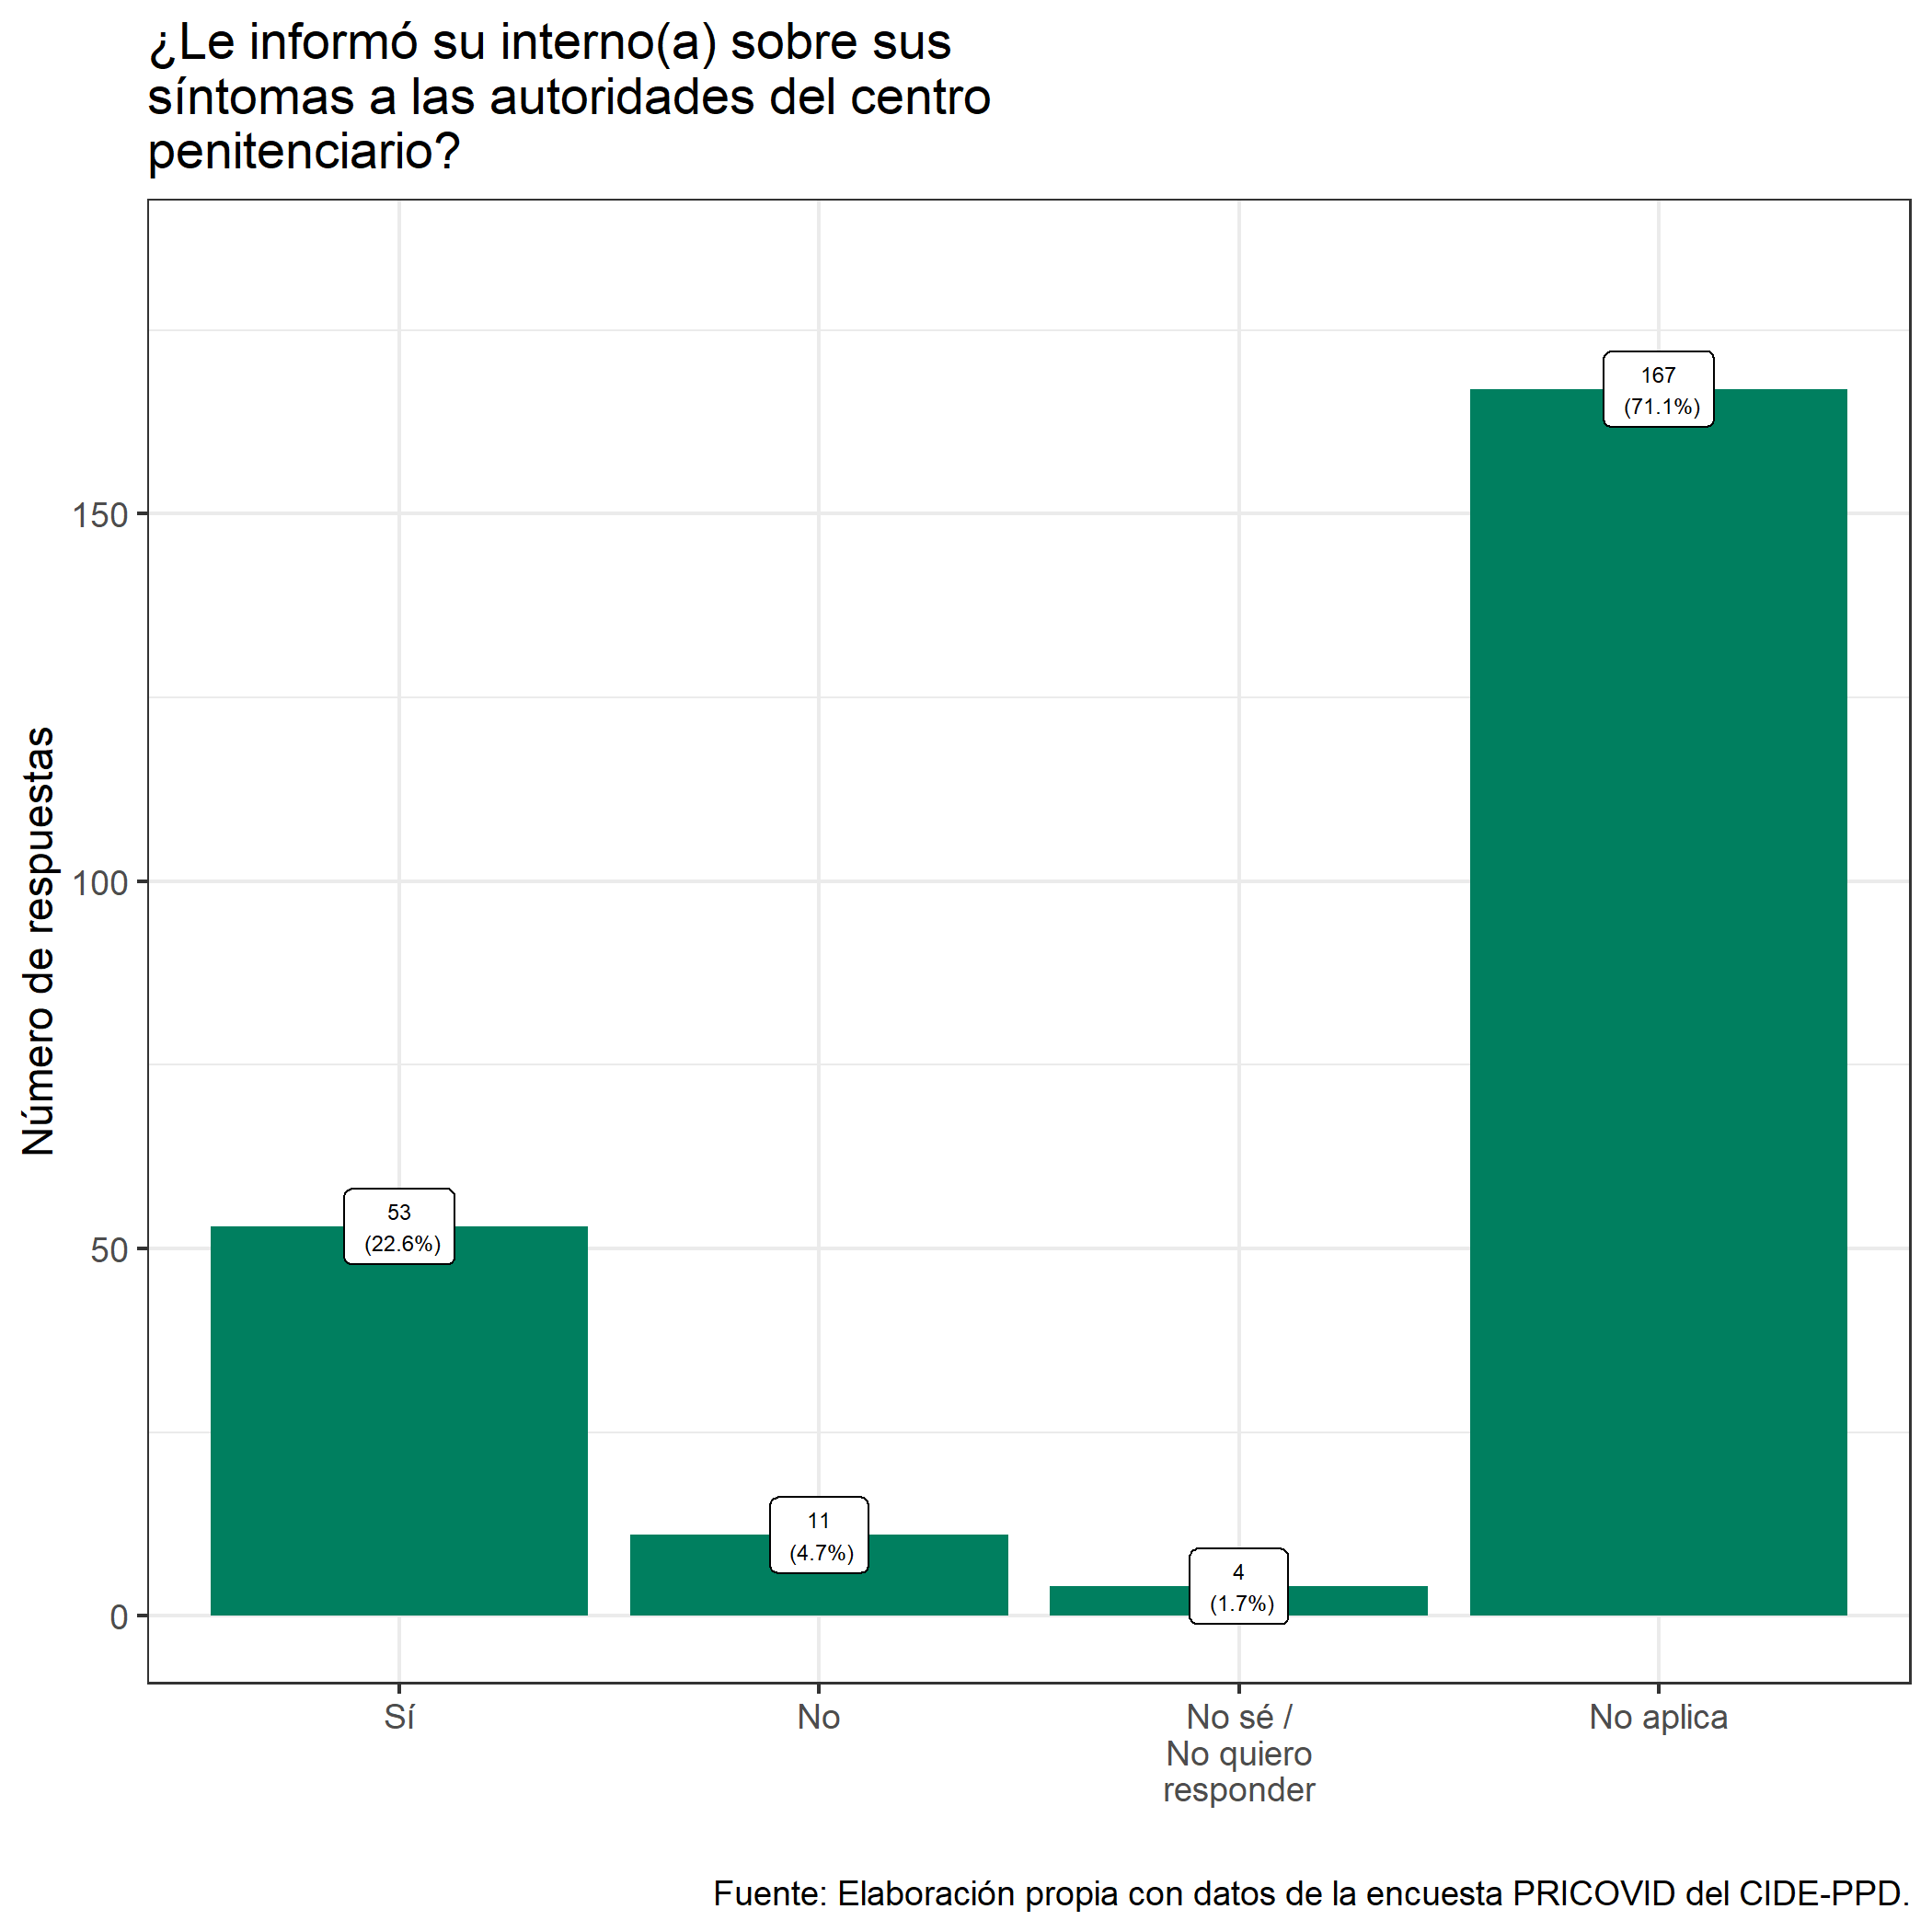 ¿Le informó su interno(a) sobre sus
síntomas a las autoridades del centro
penitenciario?
Número de respuestas
150
100
50
0
53
(22.6%)
11
(4.7%)
4
(1.7%)
167
(71.1%)
Sí
No
No sé /
No quiero
responder
No aplica
Fuente: Elaboración propia con datos de la encuesta PRICOVID del CIDE-PPD.